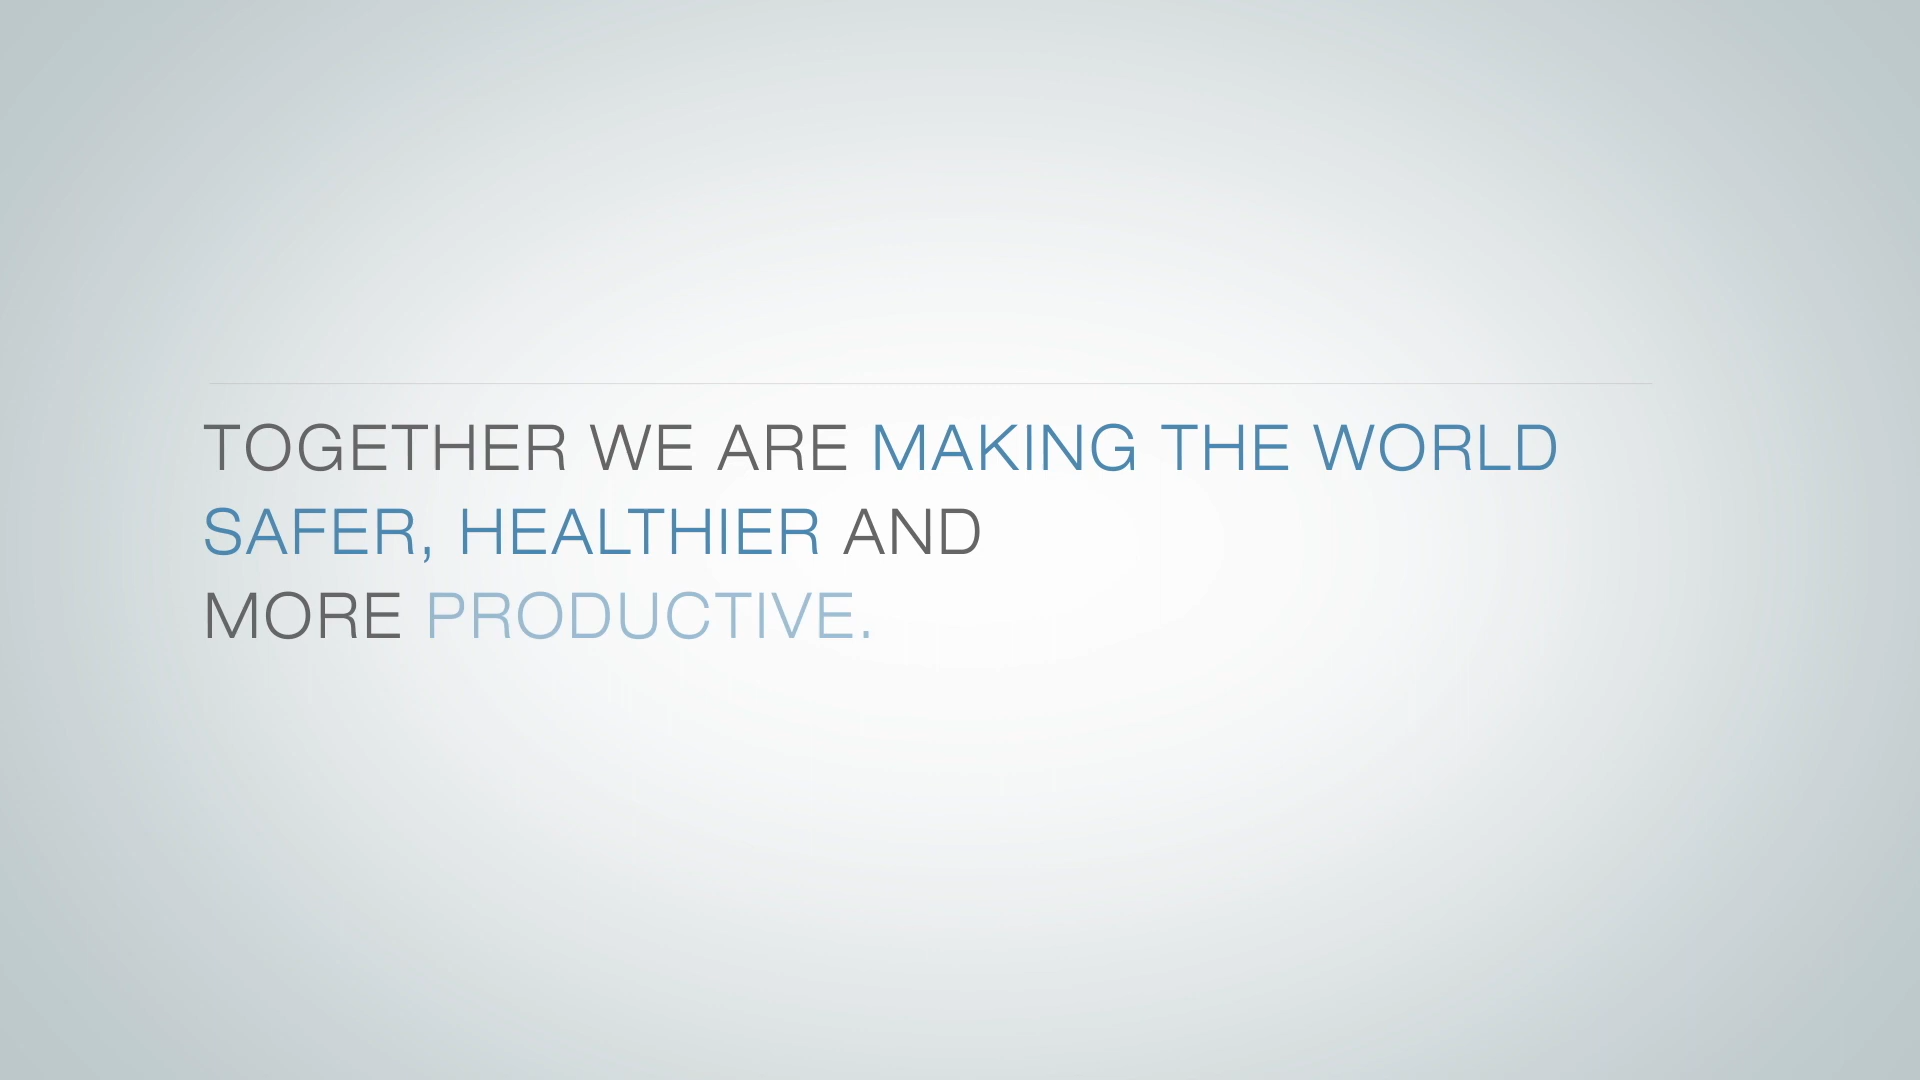 TOGETHER WE ARE MAKING THE WORLD
SAFER, HEALTHIER AND
MORE PRODUCTIVE.